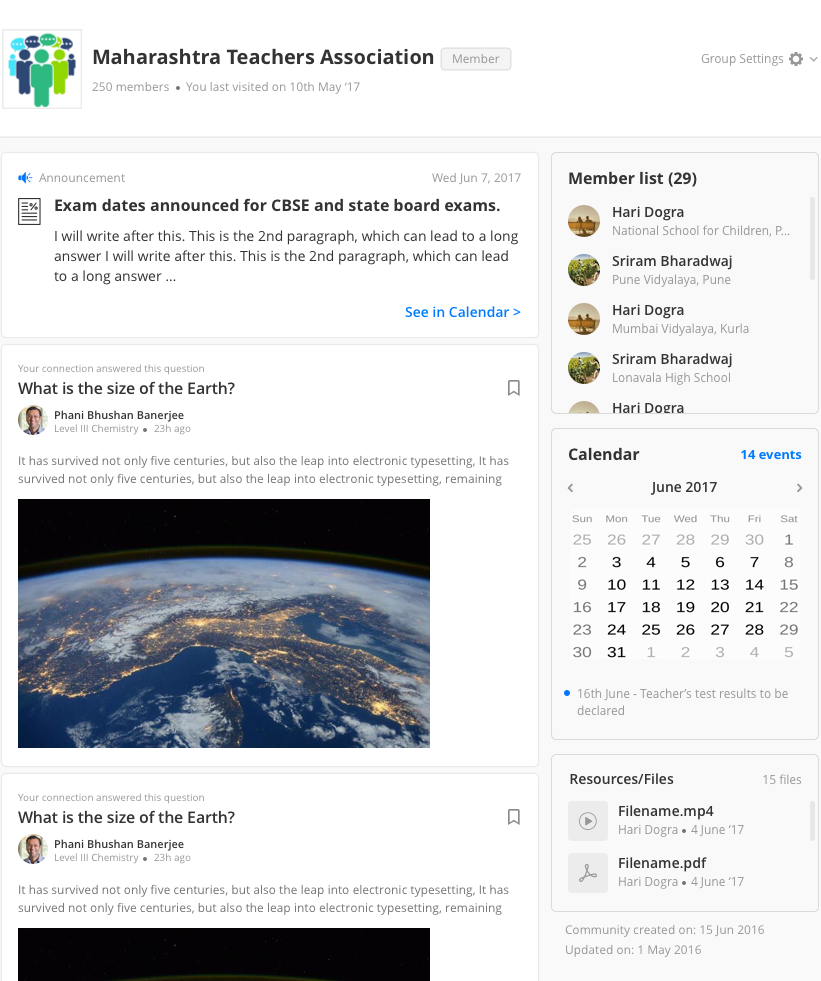 Maharashtra Teachers Association
Member
250 members • You last visited on 10th May ‘17
Group Settings
Announcement
Wed Jun 7, 2017
Exam dates announced for CBSE and state board exams.
I will write after this. This is the 2nd paragraph, which can lead to a long
answer I will write after this. This is the 2nd paragraph, which can lead
to a long answer ...
See in Calendar >
Your connection answered this question
What is the size of the Earth?
Phani Bhushan Banerjee
Level III Chemistry • 23h ago
It has survived not only five centuries, but also the leap into electronic typesetting, It has
survived not only five centuries, but also the leap into electronic typesetting, remaining
Your connection answered this question
What is the size of the Earth?
Phani Bhushan Banerjee
Level III Chemistry • 23h ago
It has survived not only five centuries, but also the leap into electronic typesetting, It has
survived not only five centuries, but also the leap into electronic typesetting, remaining
Member list (29)
Hari Dogra
National School for Children, P...
Sriram Bharadwaj
Pune Vidyalaya, Pune
Hari Dogra
Mumbai Vidyalaya, Kurla
Sriram Bharadwaj
Lonavala High School
Hari Dogra
Calendar
14 events
‹ June 2017 ›
Sun Mon Tue Wed Thu Fri Sat
25 26 27 28 29 30 1
2 3 4 5 6 7 8
9 10 11 12 13 14 15
16 17 18 19 20 21 22
23 24 25 26 27 28 29
30 31 1 2 3 4 5
• 16th June - Teacher’s test results to be
declared
Resources/Files
15 files
Filename.mp4
Hari Dogra • 4 June ‘17
Filename.pdf
Hari Dogra • 4 June ‘17
Community created on: 15 Jun 2016
Updated on: 1 May 2016